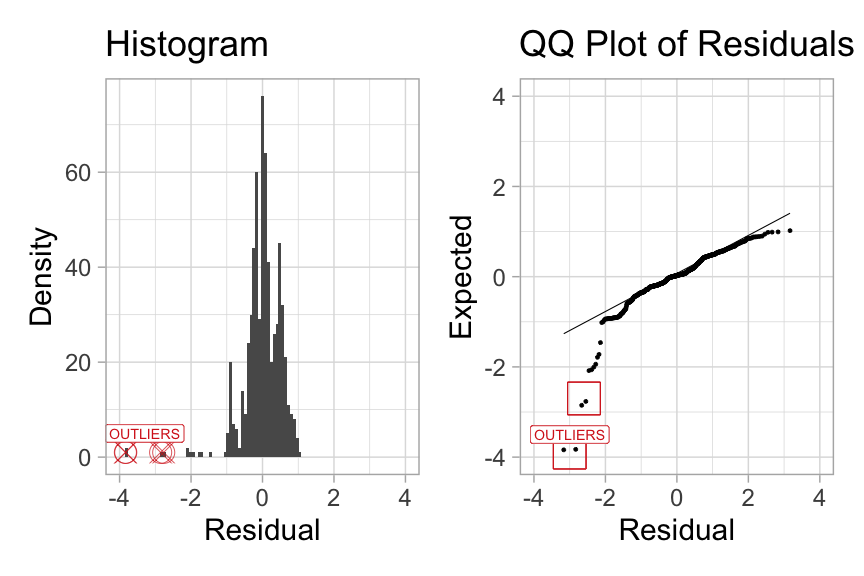 Histogram
QQ Plot of Residuals
Density
60
40
20
0
OUTLIERS
-4 -2 0 2 4
Residual
Expected
4
2
0
-2
-4
OUTLIERS
-4 -2 0 2 4
Residual